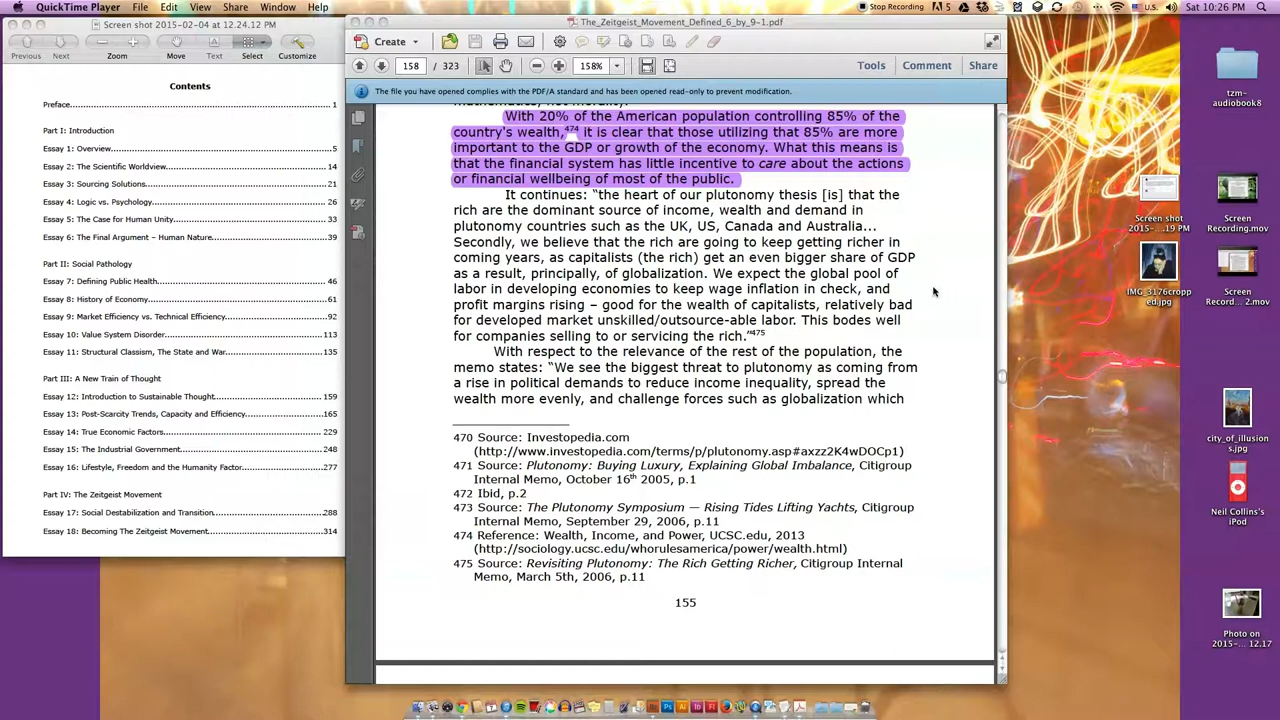 QuickTime Player File Edit View Share Window Help
Stop Recording
5
U.S.
Sat 10:26 PM
Screen shot 2015-02-04 at 12.24.12 PM
Previous Next Zoom Move Text Select Customize
Contents
Preface 1
Part I: Introduction
Essay 1: Overview 5
Essay 2: The Scientific Worldview 14
Essay 3: Sourcing Solutions 21
Essay 4: Logic vs. Psychology 26
Essay 5: The Case for Human Unity 33
Essay 6: The Final Argument – Human Nature 39
Part II: Social Pathology
Essay 7: Defining Public Health 46
Essay 8: History of Economy 61
Essay 9: Market Efficiency vs. Technical Efficiency 92
Essay 10: Value System Disorder 113
Essay 11: Structural Classism, The State and War 135
Part III: A New Train of Thought
Essay 12: Introduction to Sustainable Thought 159
Essay 13: Post-Scarcity Trends, Capacity and Efficiency 165
Essay 14: True Economic Factors 229
Essay 15: The Industrial Government 248
Essay 16: Lifestyle, Freedom and the Humanity Factor 277
Part IV: The Zeitgeist Movement
Essay 17: Social Destabilization and Transition 288
Essay 18: Becoming The Zeitgeist Movement 314
The_Zeitgeist_Movement_Defined_6_by_9-1.pdf
Create
158 / 323
158%
Tools Comment Share
The file you have opened complies with the PDF/A standard and has been opened read-only to prevent modification.
With 20% of the American population controlling 85% of the
country's wealth,474 it is clear that those utilizing that 85% are more
important to the GDP or growth of the economy. What this means is
that the financial system has little incentive to care about the actions
or financial wellbeing of most of the public.
It continues: “the heart of our plutonomy thesis [is] that the
rich are the dominant source of income, wealth and demand in
plutonomy countries such as the UK, US, Canada and Australia...
Secondly, we believe that the rich are going to keep getting richer in
coming years, as capitalists (the rich) get an even bigger share of GDP
as a result, principally, of globalization. We expect the global pool of
labor in developing economies to keep wage inflation in check, and
profit margins rising – good for the wealth of capitalists, relatively bad
for developed market unskilled/outsource-able labor. This bodes well
for companies selling to or servicing the rich.”475
With respect to the relevance of the rest of the population, the
memo states: “We see the biggest threat to plutonomy as coming from
a rise in political demands to reduce income inequality, spread the
wealth more evenly, and challenge forces such as globalization which
470 Source: Investopedia.com
(http://www.investopedia.com/terms/p/plutonomy.asp#axzz2K4wDOCp1)
471 Source: Plutonomy: Buying Luxury, Explaining Global Imbalance, Citigroup
Internal Memo, October 16th 2005, p.1
472 Ibid, p.2
473 Source: The Plutonomy Symposium — Rising Tides Lifting Yachts, Citigroup
Internal Memo, September 29, 2006, p.11
474 Reference: Wealth, Income, and Power, UCSC.edu, 2013
(http://sociology.ucsc.edu/whorulesamerica/power/wealth.html)
475 Source: Revisiting Plutonomy: The Rich Getting Richer, Citigroup Internal
Memo, March 5th, 2006, p.11
155
tzm-
audiobook8
Screen shot
2015-...19 PM
Screen
Recording.mov
IMG_3176cropp
ed.jpg
Screen
Record...2.mov
city_of_illusion
s.jpg
Neil Collins's
iPod
Photo on
2015-... 12.17